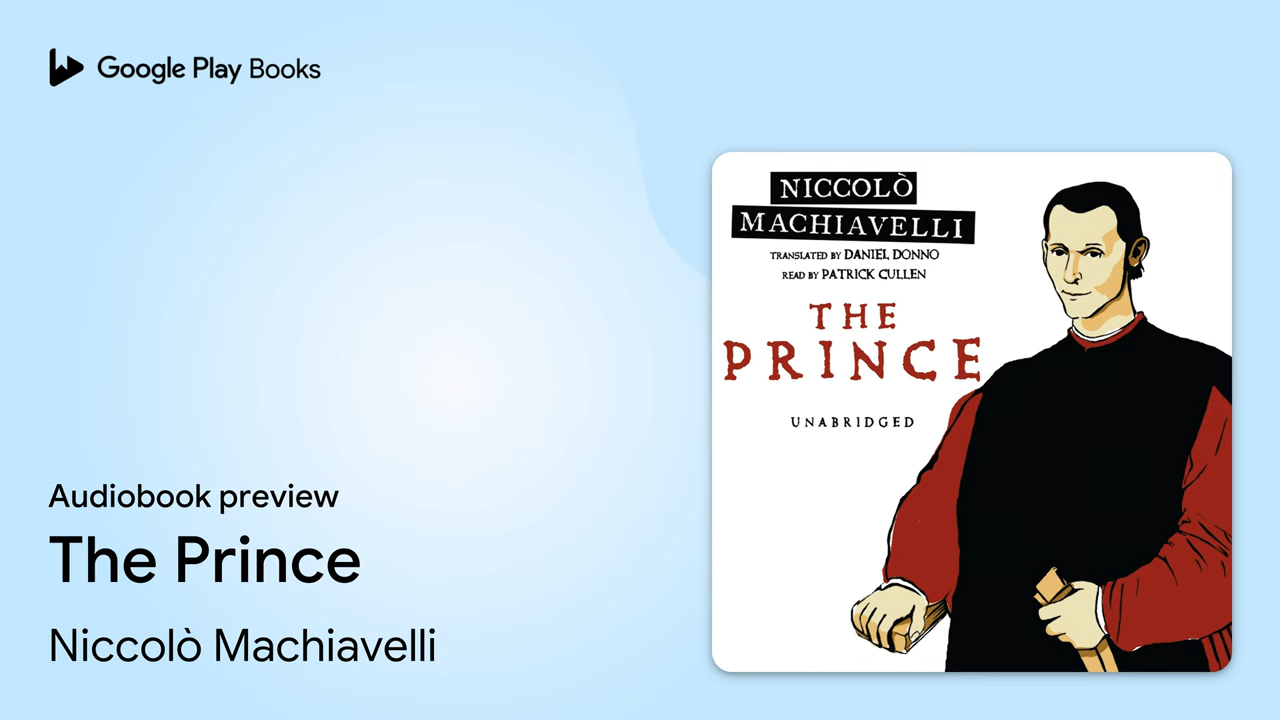 Google Play Books
NICCOLÒ
MACHIAVELLI
TRANSLATED BY DANIEL DONNO
READ BY PATRICK CULLEN
THE
PRINCE
UNABRIDGED
Audiobook preview
The Prince
Niccolò Machiavelli